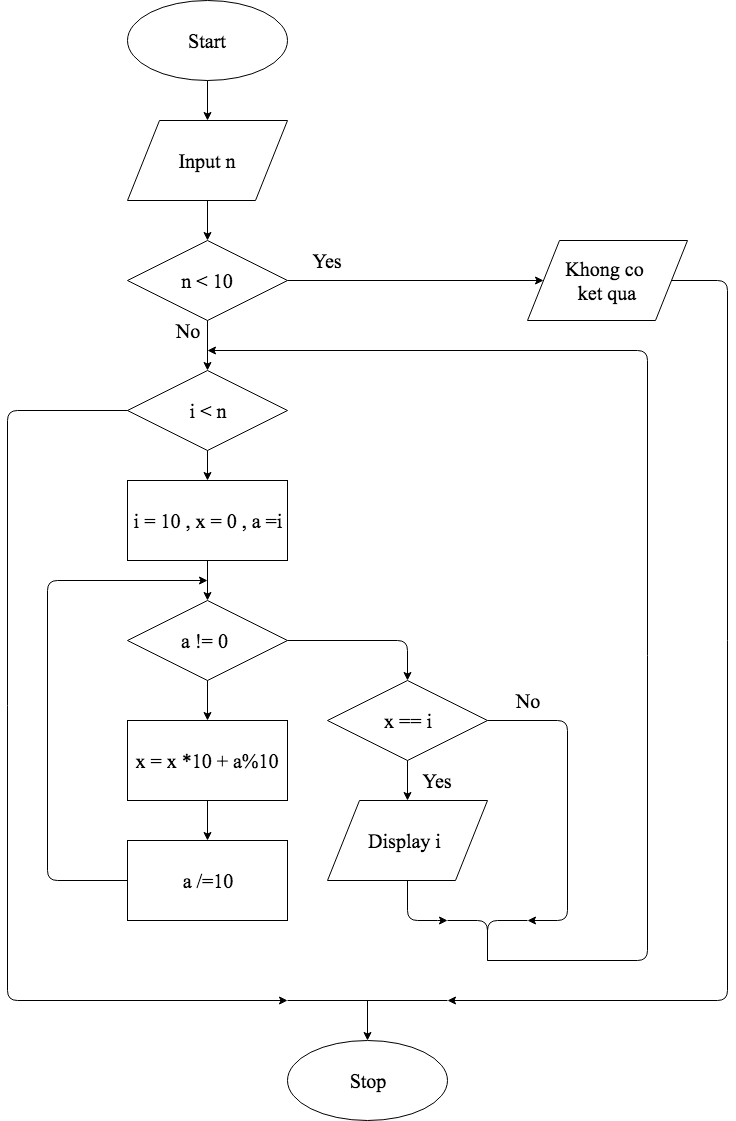 Start
Input n
n < 10
Yes
Khong co
ket qua
No
i < n
i = 10 , x = 0 , a =i
a != 0
x == i
No
Yes
x = x *10 + a%10
Display i
a /=10
Stop